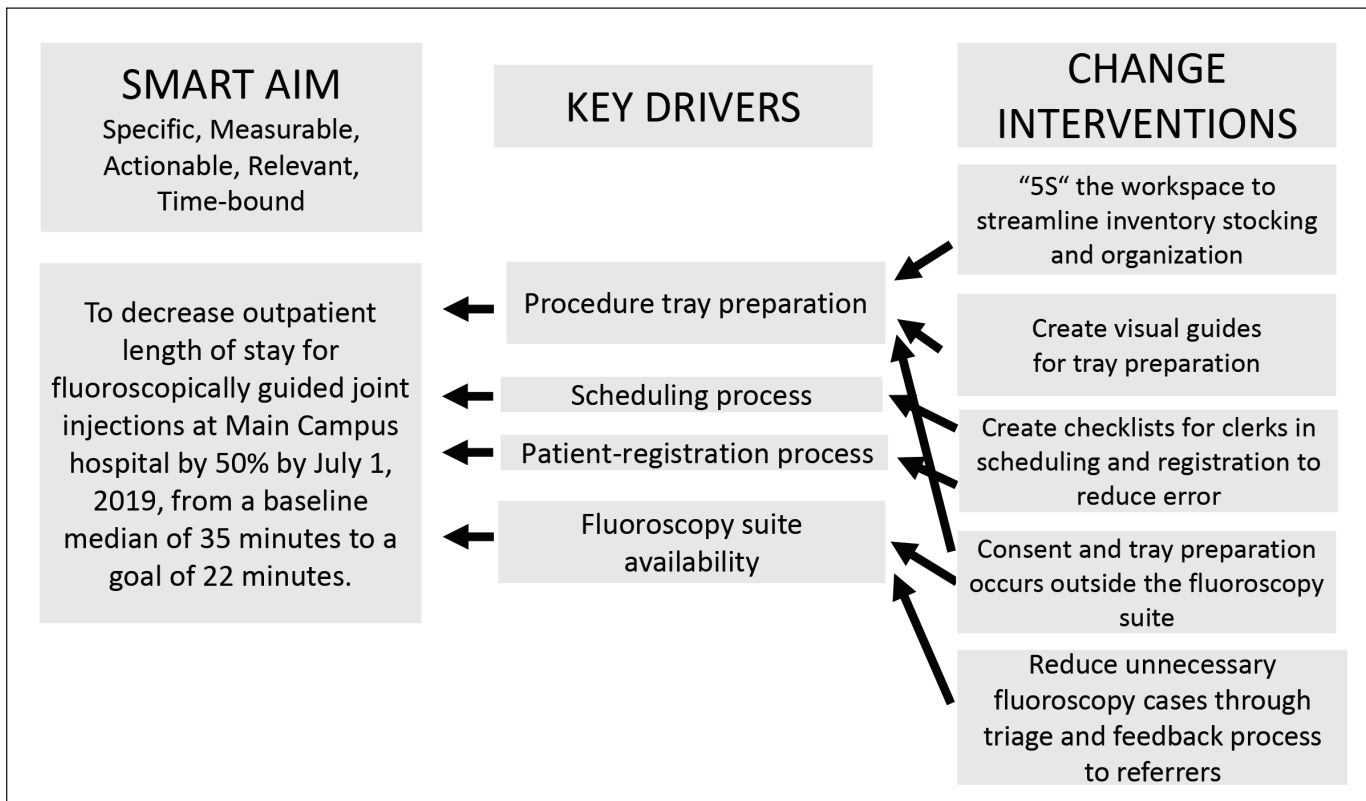 SMART AIM
Specific, Measurable,
Actionable, Relevant,
Time-bound
To decrease outpatient
length of stay for
fluoroscopically guided joint
injections at Main Campus
hospital by 50% by July 1,
2019, from a baseline
median of 35 minutes to a
goal of 22 minutes.
KEY DRIVERS
Procedure tray preparation
Scheduling process
Patient-registration process
Fluoroscopy suite
availability
CHANGE
INTERVENTIONS
“5S“ the workspace to
streamline inventory stocking
and organization
Create visual guides
for tray preparation
Create checklists for clerks in
scheduling and registration to
reduce error
Consent and tray preparation
occurs outside the fluoroscopy
suite
Reduce unnecessary
fluoroscopy cases through
triage and feedback process
to referrers